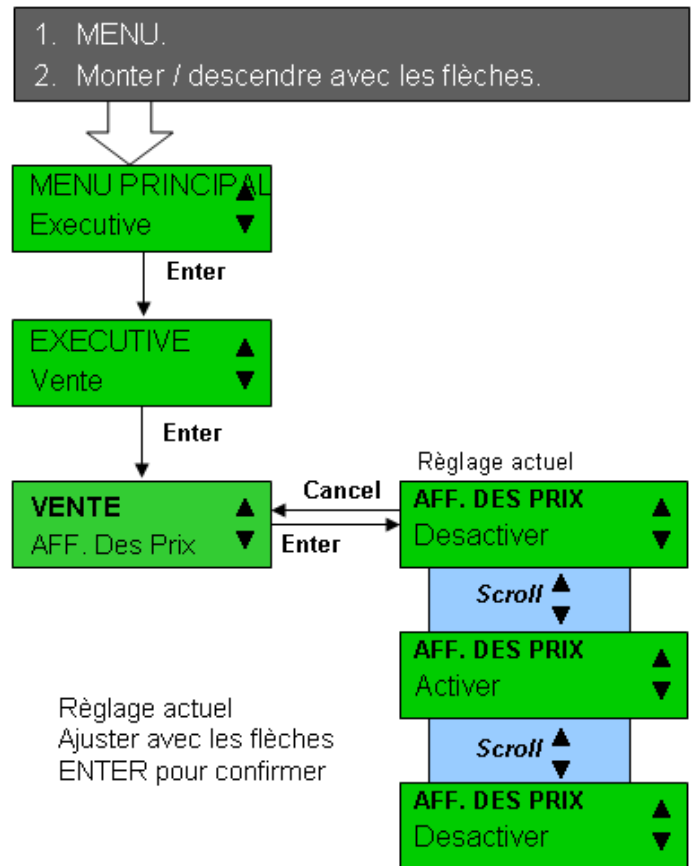 1. MENU.
2. Monter / descendre avec les flèches.
MENU PRINCIPAL
Executive
Enter
EXECUTIVE
Vente
Enter
Règlage actuel
VENTE
AFF. Des Prix
Cancel
Enter
AFF. DES PRIX
Desactiver
Scroll
AFF. DES PRIX
Activer
Règlage actuel
Ajuster avec les flèches
ENTER pour confirmer
Scroll
AFF. DES PRIX
Desactiver